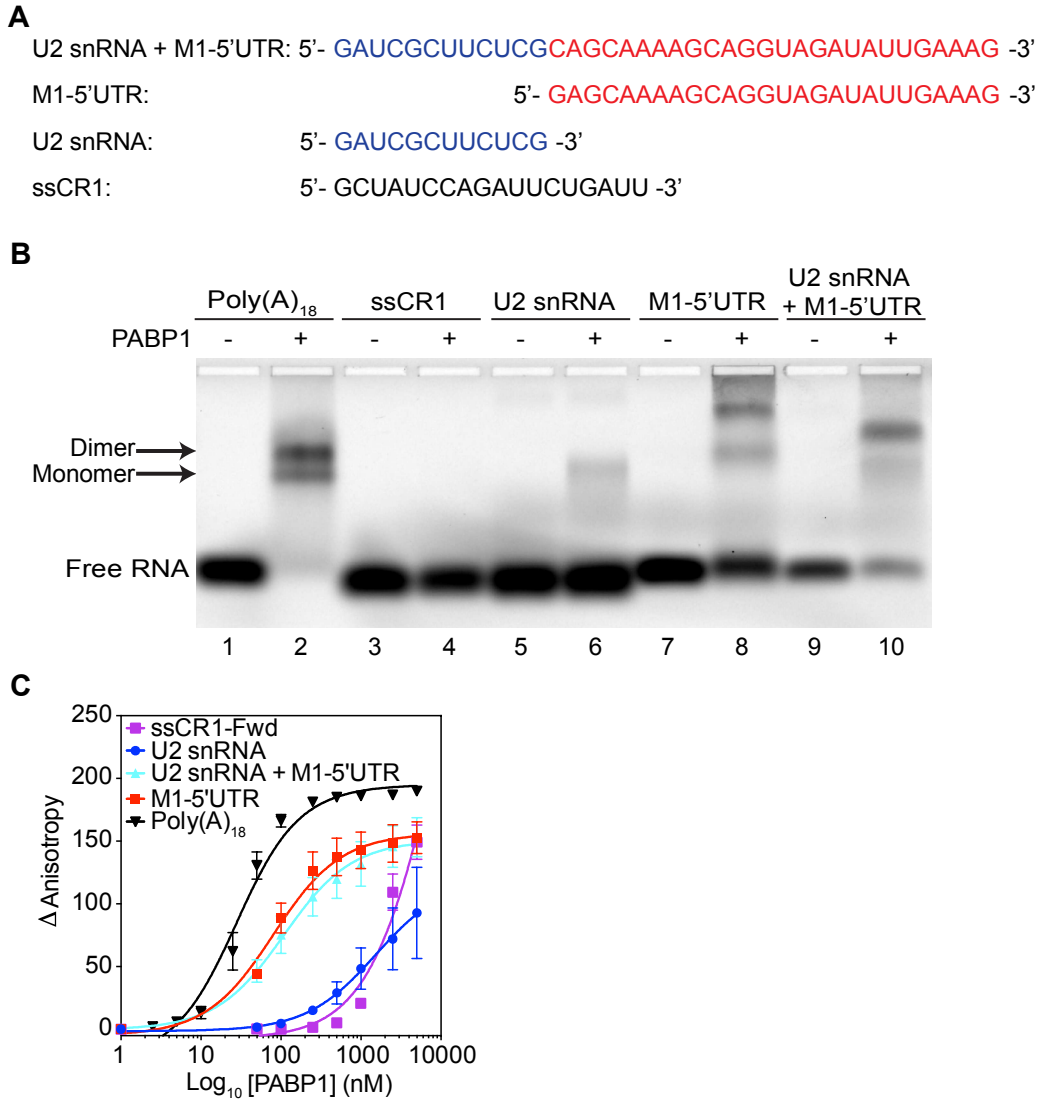 A
U2 snRNA + M1-5'UTR: 5'- GAUCGCUUCUCGCAGCAAAAGCAGGUAGAUAUUGAAAG -3'
M1-5'UTR: 5'- GAGCAAAAGCAGGUAGAUAUUGAAAG -3'
U2 snRNA: 5'- GAUCGCUUCUCG -3'
ssCR1: 5'- GCUAUCCAGAUUCUGAUU -3'
B
Poly(A)18 ssCR1 U2 snRNA M1-5'UTR U2 snRNA + M1-5'UTR
PABP1 - + - + - + - + - +
Dimer
Monomer
Free RNA
1 2 3 4 5 6 7 8 9 10
C
250
200
150
100
50
0
Δ Anisotropy
ssCR1-Fwd
U2 snRNA
U2 snRNA + M1-5'UTR
M1-5'UTR
Poly(A)18
1 10 100 1000 10000
Log10 [PABP1] (nM)